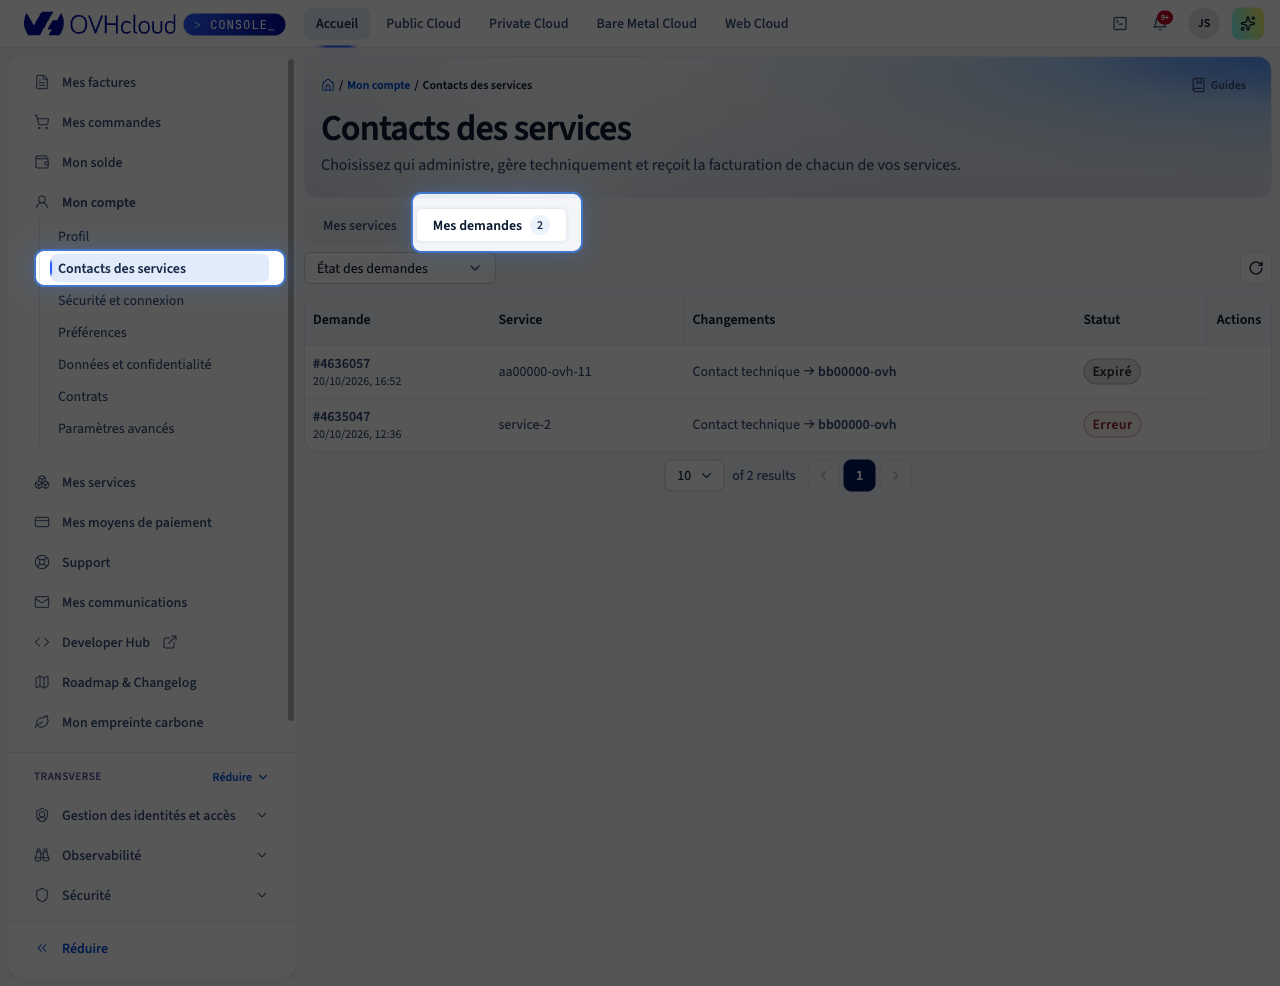 OVHcloud > CONSOLE_
Accueil
Public Cloud
Private Cloud
Bare Metal Cloud
Web Cloud
9+
JS
Mes factures
Mes commandes
Mon solde
Mon compte
Profil
Contacts des services
Sécurité et connexion
Préférences
Données et confidentialité
Contrats
Paramètres avancés
Mes services
Mes moyens de paiement
Support
Mes communications
Developer Hub
Roadmap & Changelog
Mon empreinte carbone
TRANSVERSE
Réduire
Gestion des identités et accès
Observabilité
Sécurité
Réduire
/ Mon compte / Contacts des services
Guides
Contacts des services
Choisissez qui administre, gère techniquement et reçoit la facturation de chacun de vos services.
Mes services
Mes demandes 2
État des demandes
Demande Service Changements Statut Actions
#4636057
20/10/2026, 16:52
aa00000-ovh-11
Contact technique → bb00000-ovh
Expiré
#4635047
20/10/2026, 12:36
service-2
Contact technique → bb00000-ovh
Erreur
10 of 2 results 1